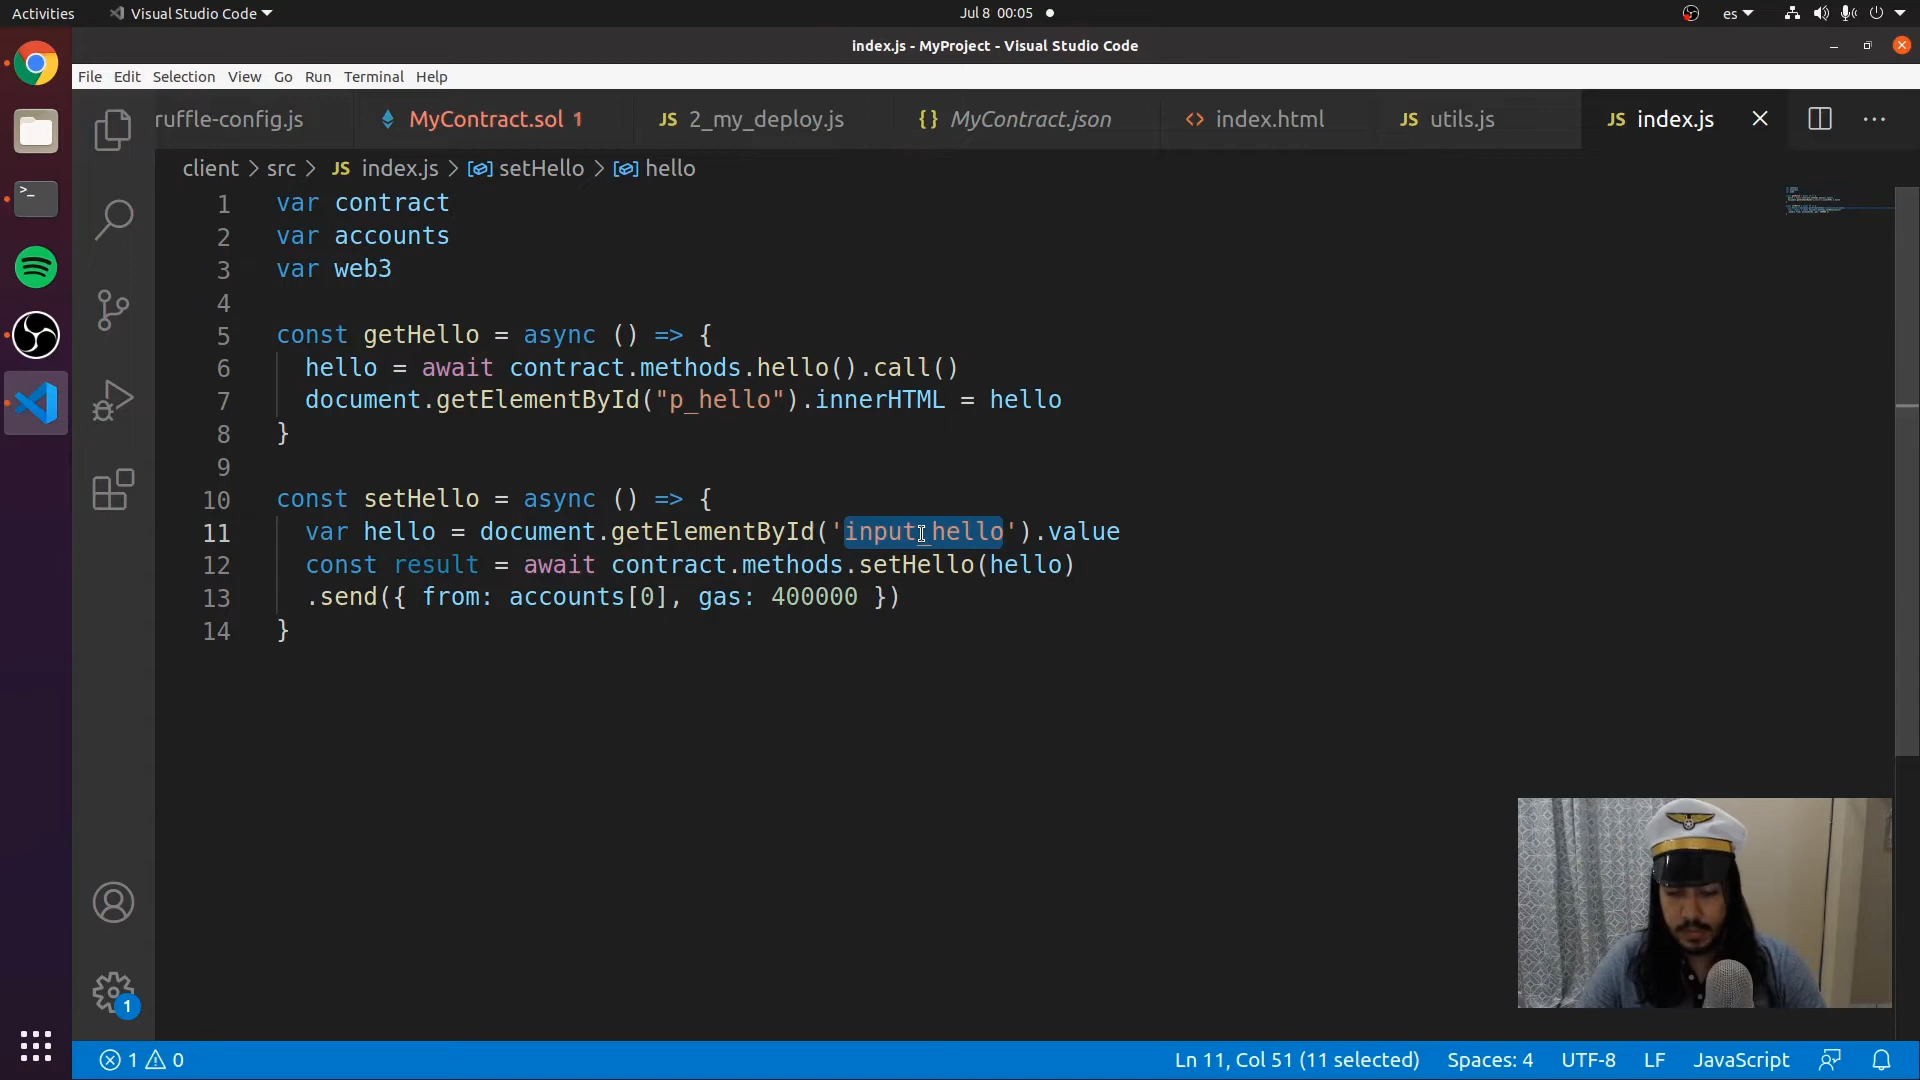 Activities
Visual Studio Code
Jul 8 00:05
es
index.js - MyProject - Visual Studio Code
File Edit Selection View Go Run Terminal Help
ruffle-config.js
MyContract.sol 1
JS 2_my_deploy.js
{} MyContract.json
<> index.html
JS utils.js
JS index.js
client > src > JS index.js > setHello > hello
1 var contract
2 var accounts
3 var web3
4
5 const getHello = async () => {
6 hello = await contract.methods.hello().call()
7 document.getElementById("p_hello").innerHTML = hello
8 }
9
10 const setHello = async () => {
11 var hello = document.getElementById('input_hello').value
12 const result = await contract.methods.setHello(hello)
13 .send({ from: accounts[0], gas: 400000 })
14 }
1
1 0
Ln 11, Col 51 (11 selected)
Spaces: 4
UTF-8
LF
JavaScript